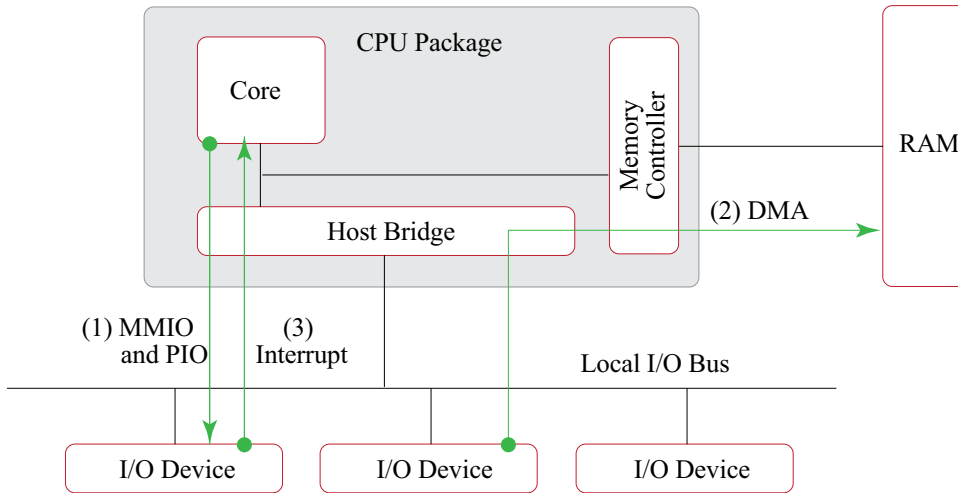 CPU Package
Core
Memory
Controller
RAM
Host Bridge
(2) DMA
(1) MMIO
and PIO
(3)
Interrupt
Local I/O Bus
I/O Device
I/O Device
I/O Device